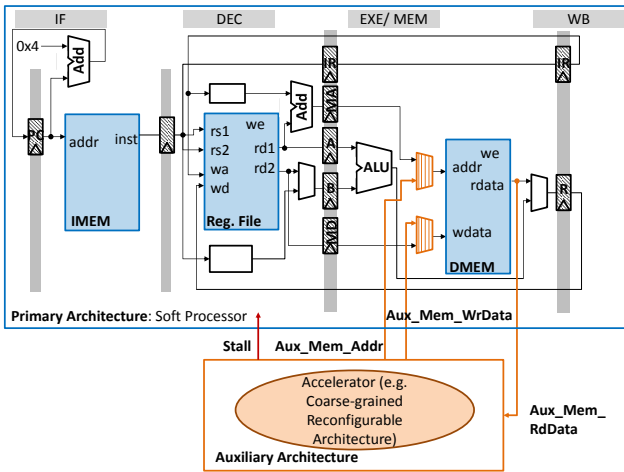 IF
DEC
EXE/ MEM
WB
0x4
Add
PC
addr
inst
IMEM
rs1
rs2
wa
wd
we
rd1
rd2
Reg. File
Add
IR
MA
A
B
MD
ALU
we
addr
rdata
wdata
DMEM
IR
R
Primary Architecture: Soft Processor
Aux_Mem_WrData
Stall
Aux_Mem_Addr
Accelerator (e.g.
Coarse-grained
Reconfigurable
Architecture)
Auxiliary Architecture
Aux_Mem_
RdData